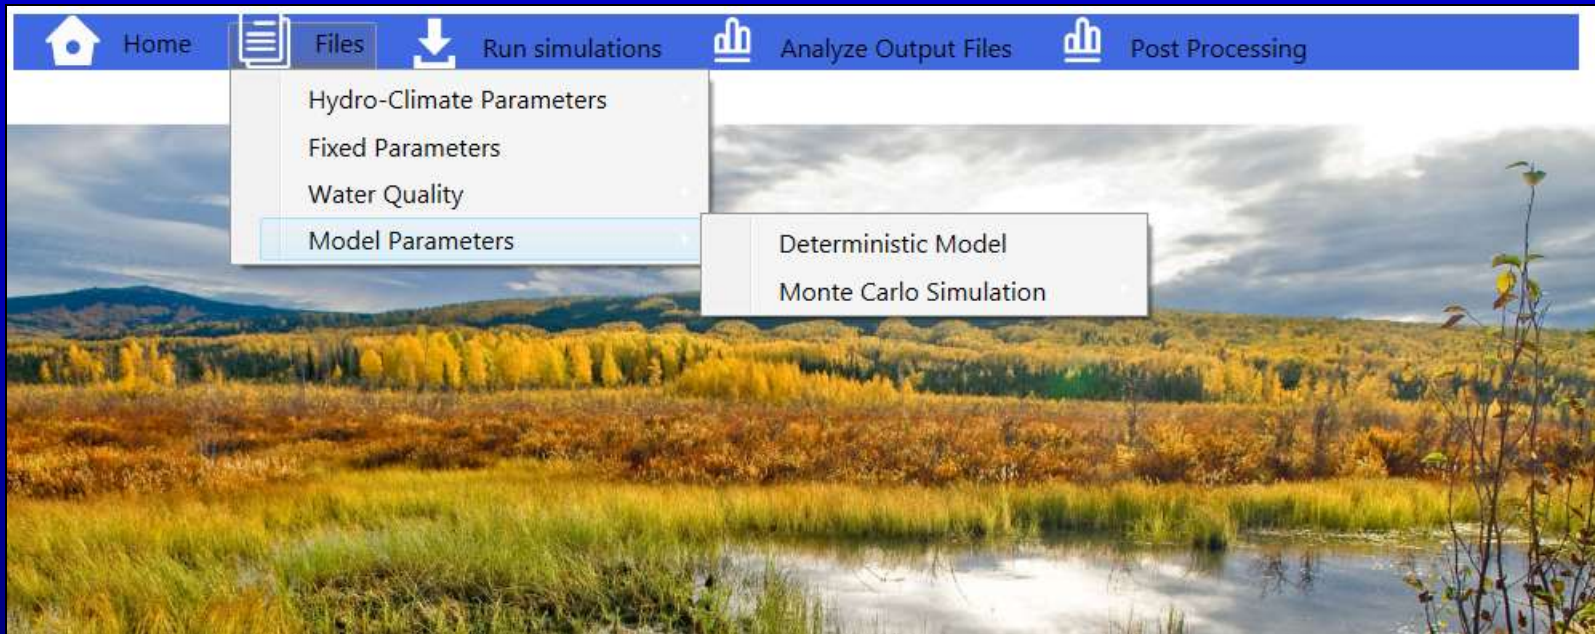 Home Files Run simulations Analyze Output Files Post Processing
Hydro-Climate Parameters
Fixed Parameters
Water Quality
Model Parameters
Deterministic Model
Monte Carlo Simulation